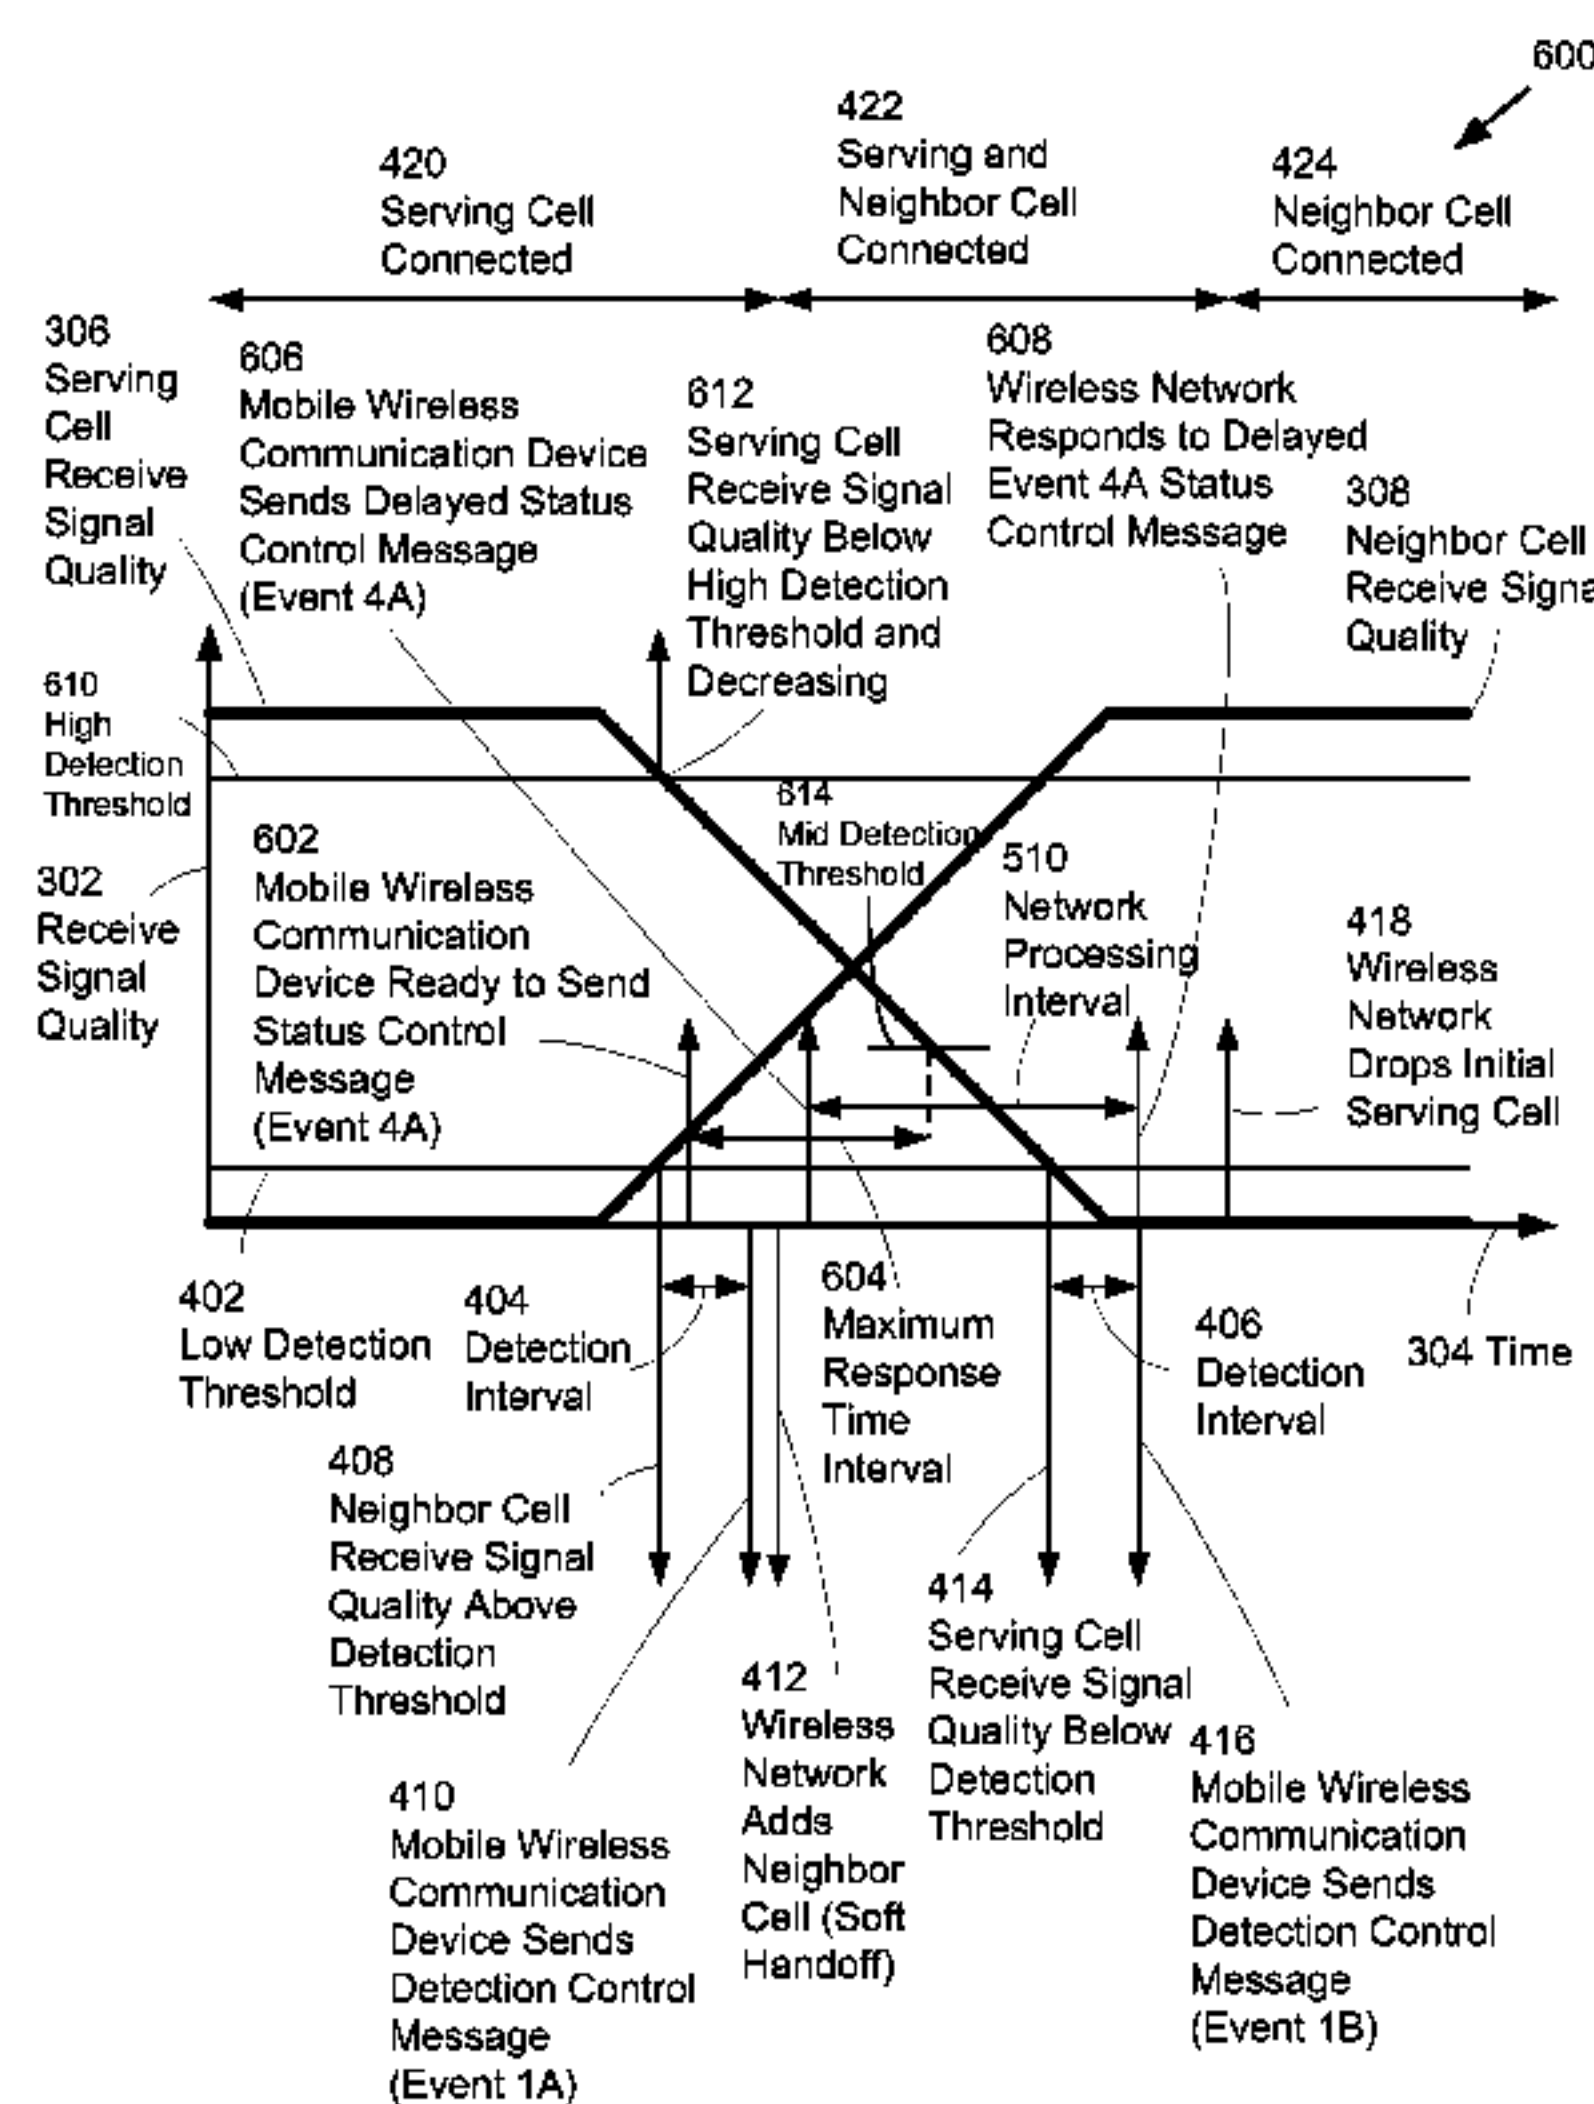 600
422
Serving and
Neighbor Cell
Connected
420
Serving Cell
Connected
424
Neighbor Cell
Connected
306
Serving
Cell
Receive
Signal
Quality
606
Mobile Wireless
Communication Device
Sends Delayed Status
Control Message
(Event 4A)
612
Serving Cell
Receive Signal
Quality Below
High Detection
Threshold and
Decreasing
608
Wireless Network
Responds to Delayed
Event 4A Status
Control Message
308
Neighbor Cell
Receive Signa
Quality
610
High
Detection
Threshold
614
Mid Detection
Threshold
602
Mobile Wireless
Communication
Device Ready to Send
Status Control
Message
(Event 4A)
302
Receive
Signal
Quality
510
Network
Processing
Interval
418
Wireless
Network
Drops Initial
Serving Cell
402
Low Detection
Threshold
404
Detection
Interval
604
Maximum
Response
Time
Interval
406
Detection
Interval
304 Time
408
Neighbor Cell
Receive Signal
Quality Above
Detection
Threshold
414
Serving Cell
Receive Signal
Quality Below
Detection
Threshold
412
Wireless
Network
Adds
Neighbor
Cell (Soft
Handoff)
416
Mobile Wireless
Communication
Device Sends
Detection Control
Message
(Event 1B)
410
Mobile Wireless
Communication
Device Sends
Detection Control
Message
(Event 1A)